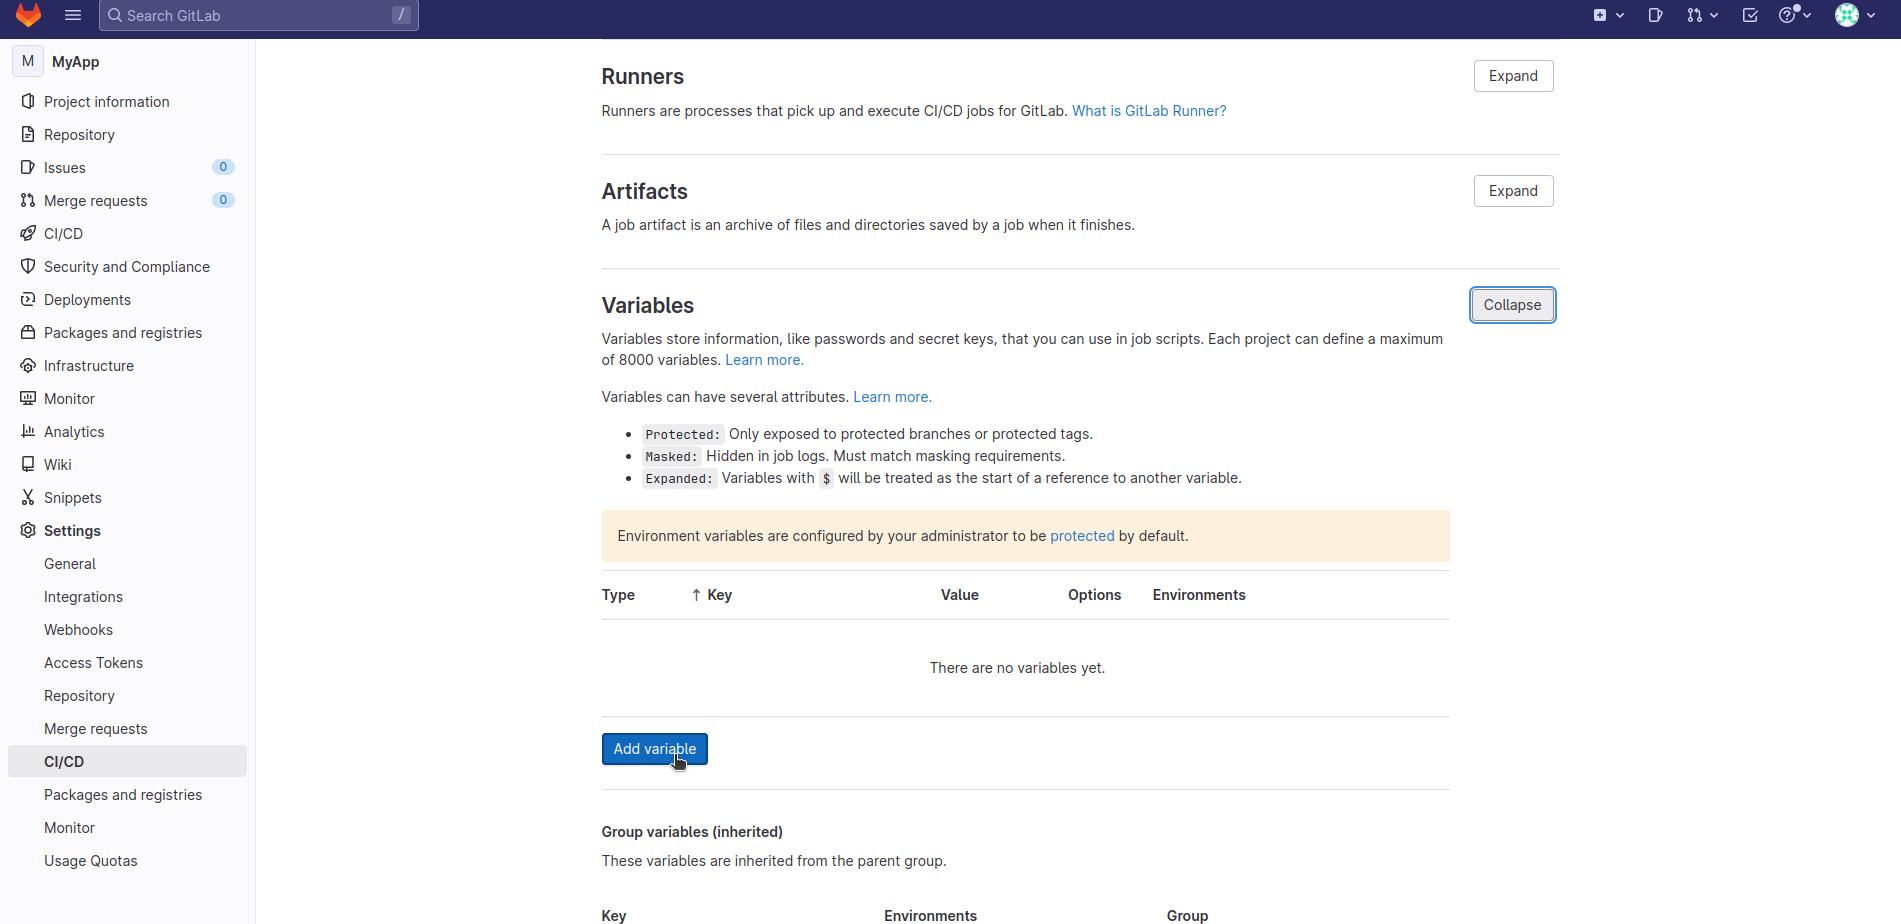 Search GitLab /
M MyApp
Project information
Repository
Issues 0
Merge requests 0
CI/CD
Security and Compliance
Deployments
Packages and registries
Infrastructure
Monitor
Analytics
Wiki
Snippets
Settings
General
Integrations
Webhooks
Access Tokens
Repository
Merge requests
CI/CD
Packages and registries
Monitor
Usage Quotas
Runners Expand
Runners are processes that pick up and execute CI/CD jobs for GitLab. What is GitLab Runner?
Artifacts Expand
A job artifact is an archive of files and directories saved by a job when it finishes.
Variables Collapse
Variables store information, like passwords and secret keys, that you can use in job scripts. Each project can define a maximum
of 8000 variables. Learn more.
Variables can have several attributes. Learn more.
• Protected: Only exposed to protected branches or protected tags.
• Masked: Hidden in job logs. Must match masking requirements.
• Expanded: Variables with $ will be treated as the start of a reference to another variable.
Environment variables are configured by your administrator to be protected by default.
Type ↑ Key Value Options Environments
There are no variables yet.
Add variable
Group variables (inherited)
These variables are inherited from the parent group.
Key Environments Group